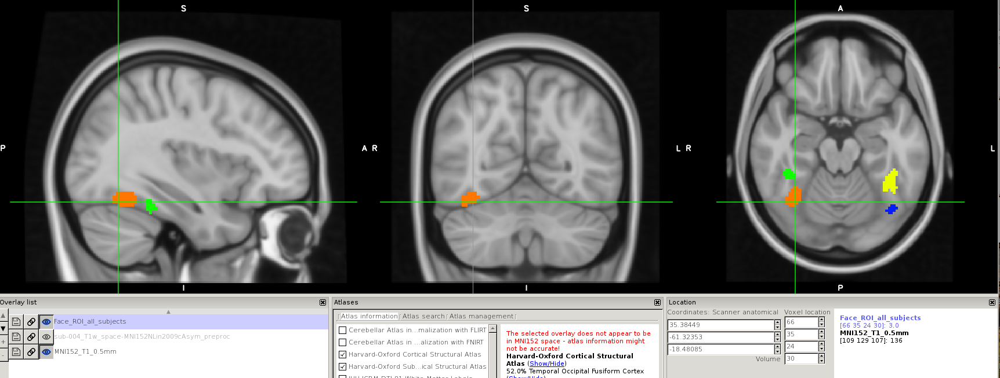 S
S
A
P
A R
L R
L
I
I
P
Overlay list
Face_ROI_all_subjects
sub-004_T1w_space-MNI152NLin2009cAsym_preproc
MNI152_T1_0.5mm
Atlases
Atlas information
Atlas search
Atlas management
Cerebellar Atlas in...malization with FLIRT
Cerebellar Atlas in ...alization with FNIRT
Harvard-Oxford Cortical Structural Atlas
Harvard-Oxford Sub...ical Structural Atlas
The selected overlay does not appear to be
in MNI152 space - atlas information might
not be accurate!
Harvard-Oxford Cortical Structural
Atlas (Show/Hide)
52.0% Temporal Occipital Fusiform Cortex
Location
Coordinates: Scanner anatomical
Voxel location
35.38449
66
-61.32353
35
-18.48085
24
Volume
30
Face_ROI_all_subjects
[66 35 24 30]: 3.0
MNI152_T1_0.5mm
[109 129 107]: 136